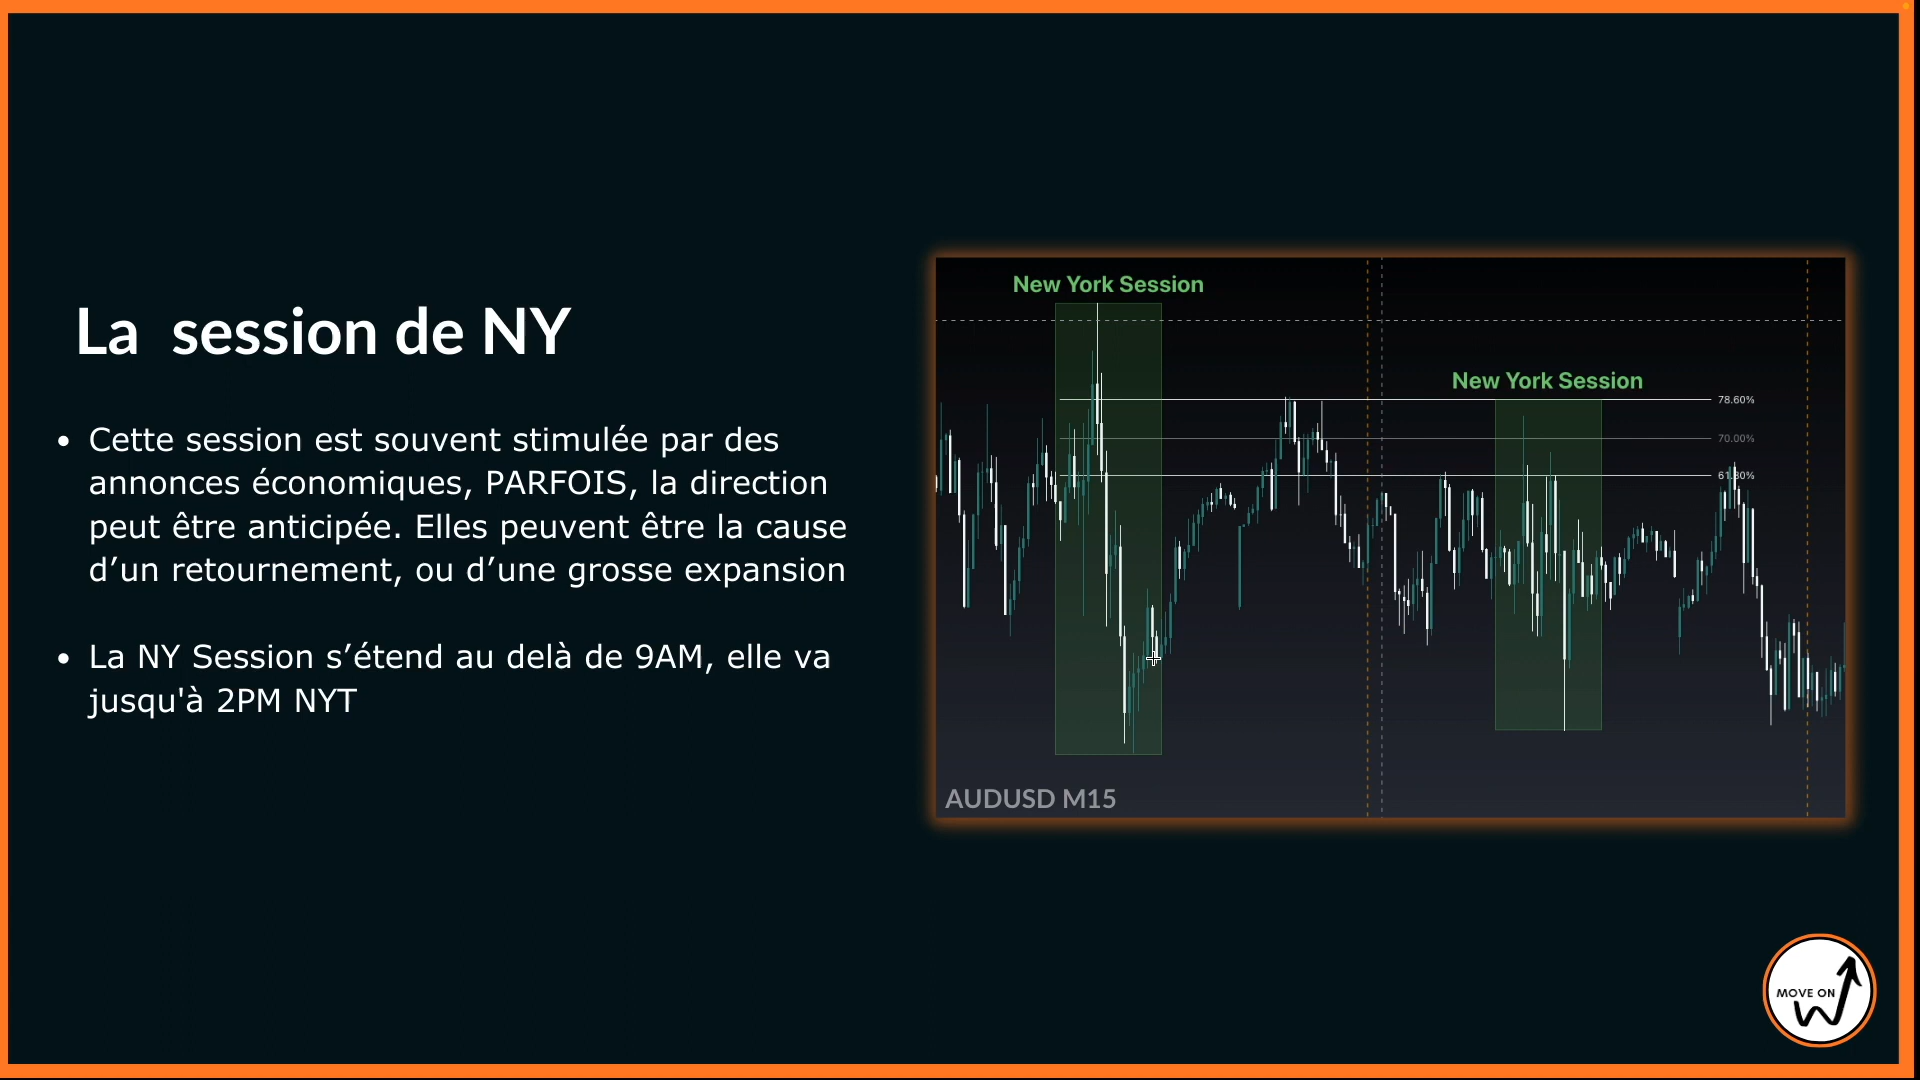 La  session de NY
Cette session est souvent stimulée par des
annonces économiques, PARFOIS, la direction
peut être anticipée. Elles peuvent être la cause
d’un retournement, ou d’une grosse expansion
La NY Session s’étend au delà de 9AM, elle va
jusqu'à 2PM NYT
New York Session
New York Session
78.60%
70.00%
61.80%
AUDUSD M15
MOVE ON